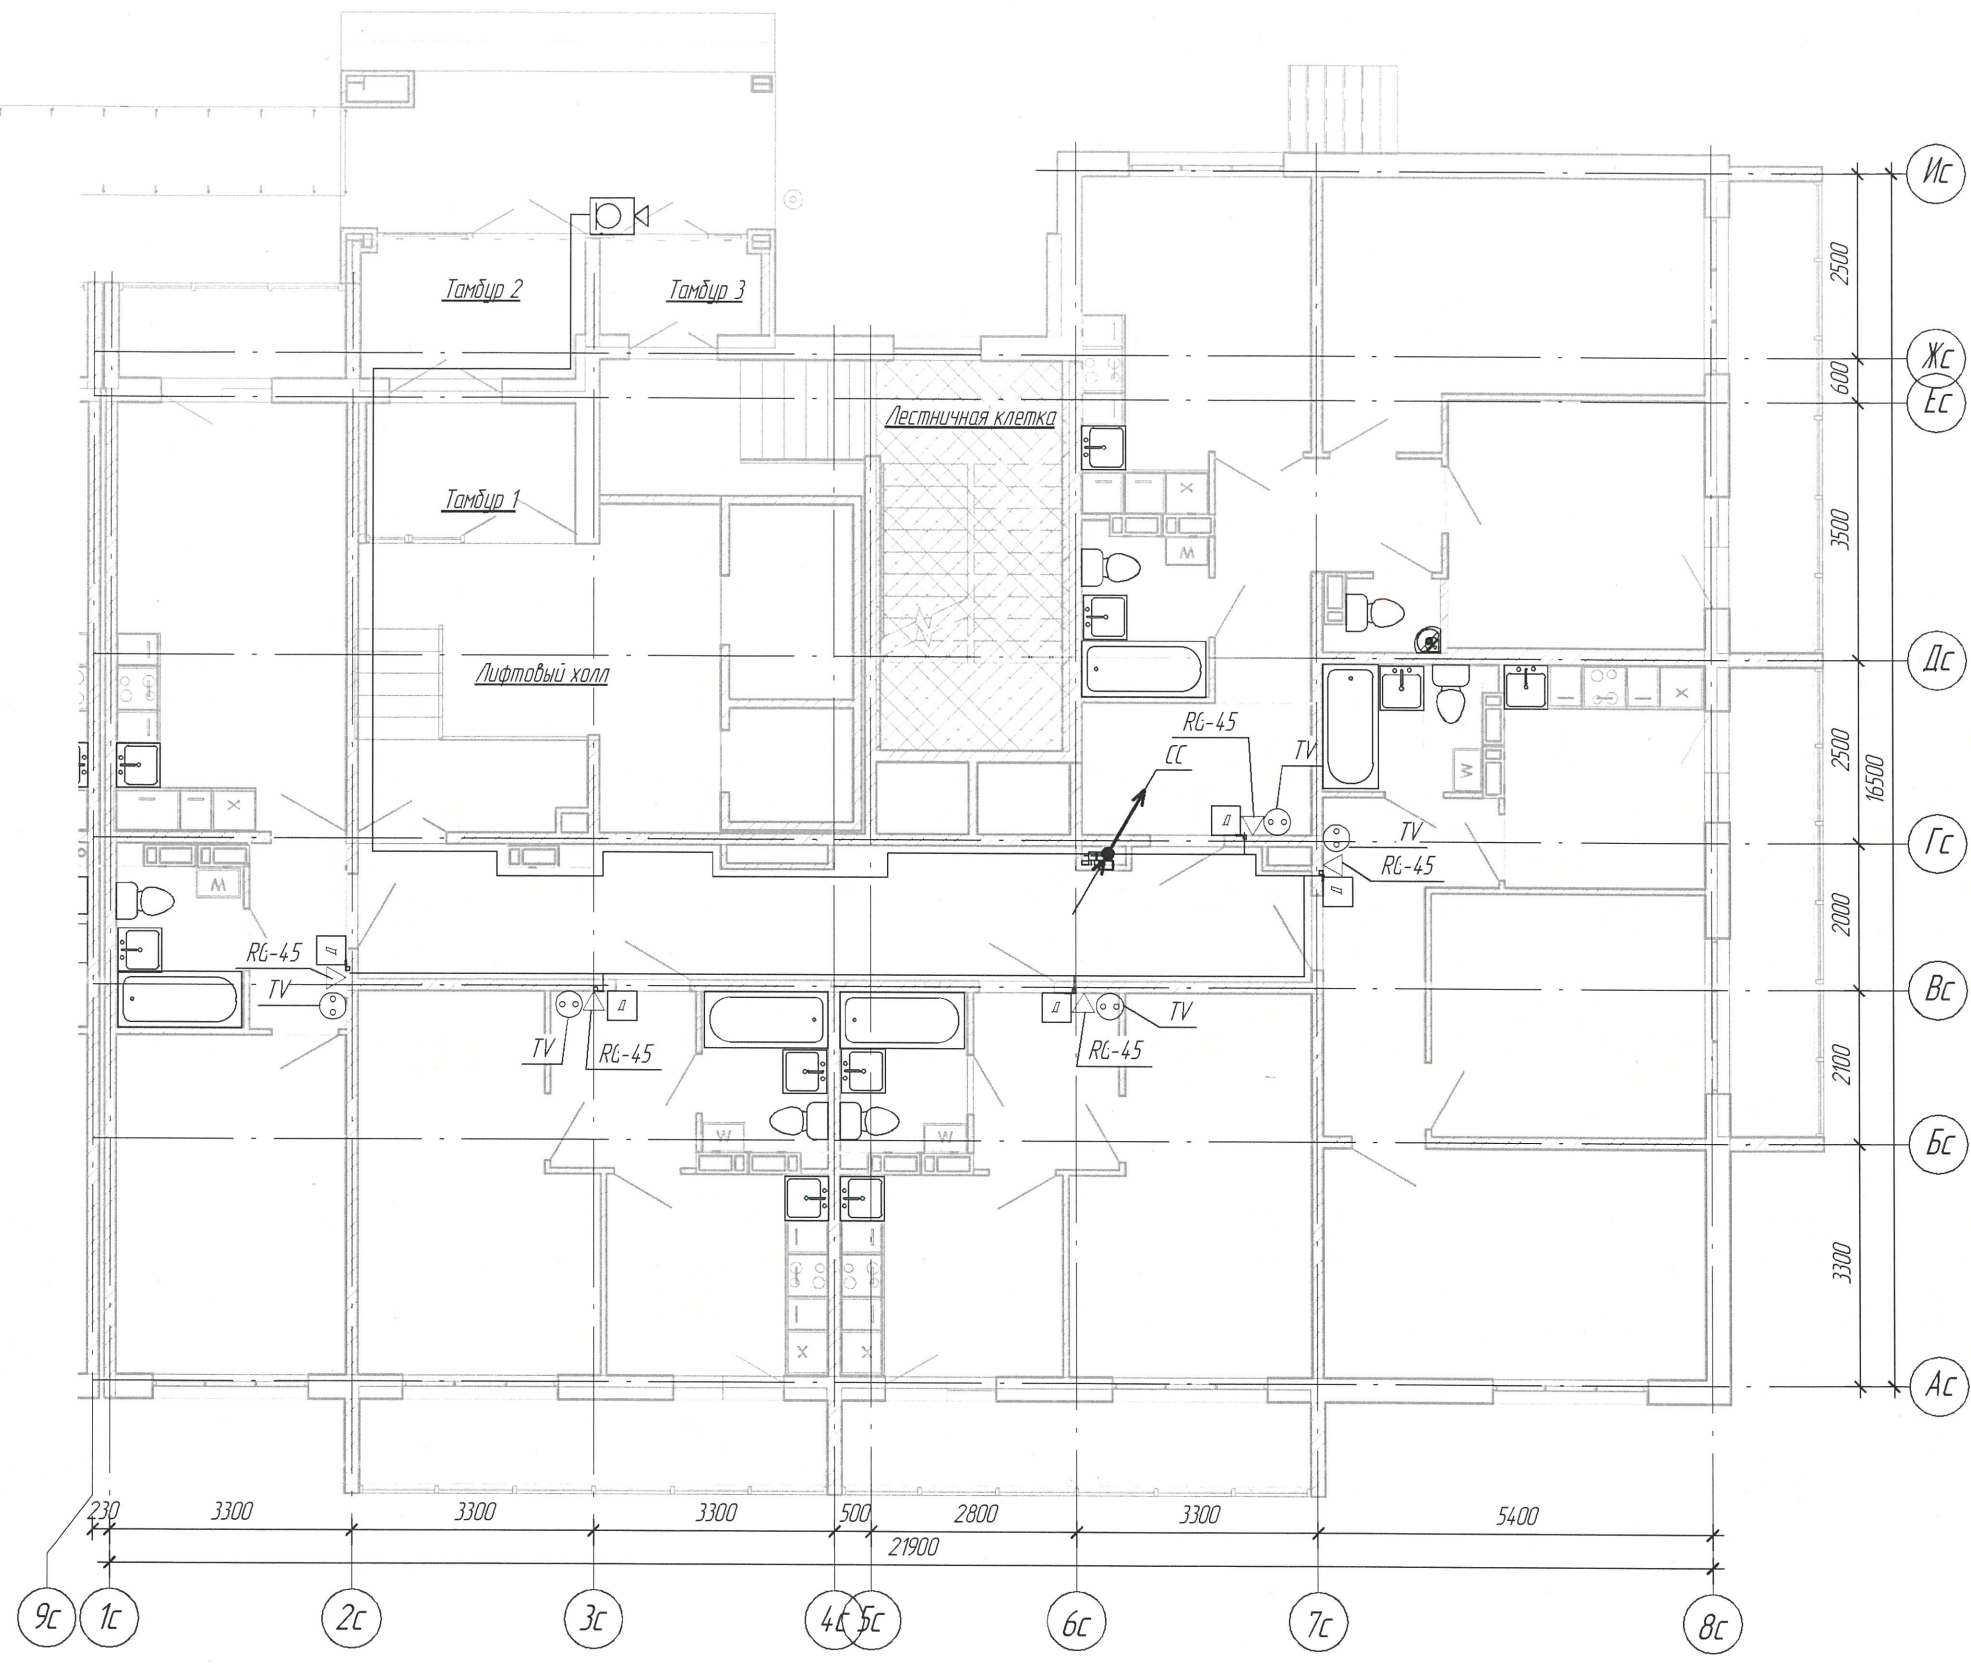 Ис
2500
Тамбур 2
Тамбур 3
Жс
600
Ес
Лестничная клетка
Тамбур 1
X
3500
W
Дс
Лифтовый холл
X
RG-45
TV
CC
2500
16500
W
X
Д
TV
Гс
RG-45
Д
W
2000
Д
RG-45
TV
Вс
Д
Д
TV
RG-45
TV
RG-45
2100
W
W
Бс
3300
X
X
Ас
230
3300
3300
3300
500
2800
3300
5400
21900
9с
1с
2с
3с
4с
5с
6с
7с
8с